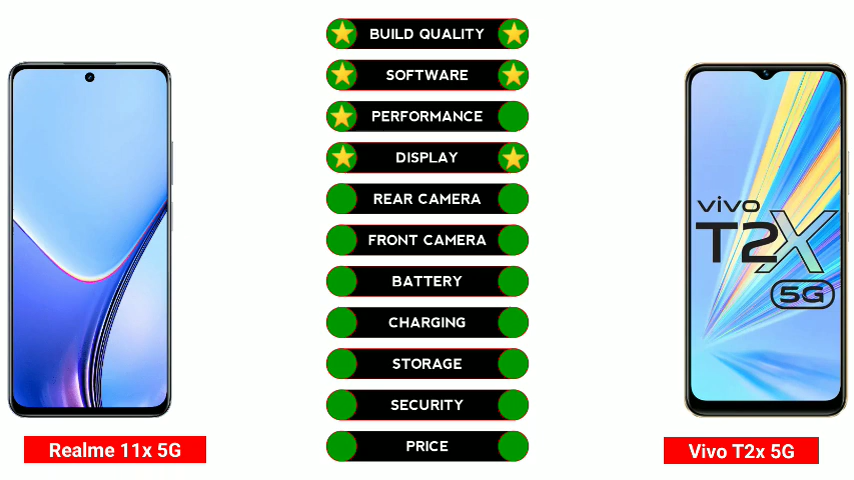 BUILD QUALITY
SOFTWARE
PERFORMANCE
DISPLAY
REAR CAMERA
FRONT CAMERA
BATTERY
CHARGING
STORAGE
SECURITY
PRICE
Realme 11x 5G
vivo
T2X
5G
Vivo T2x 5G